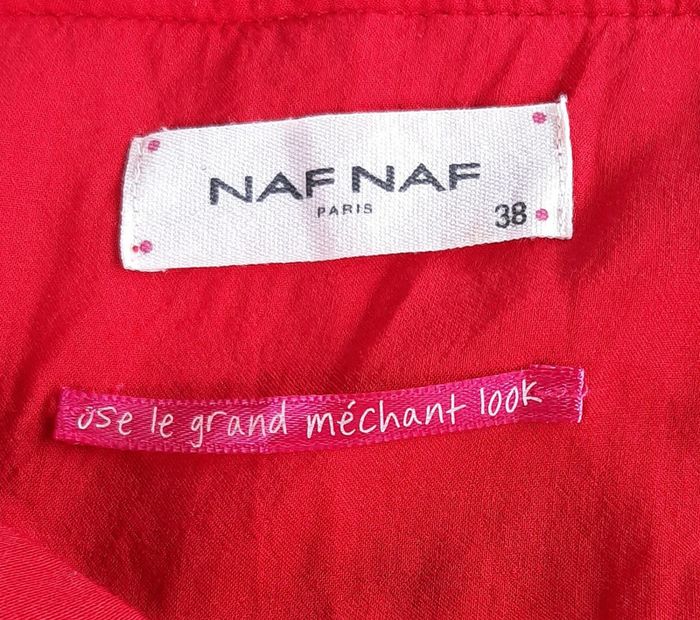 NAF NAF
PARIS
38
ose le grand méchant look